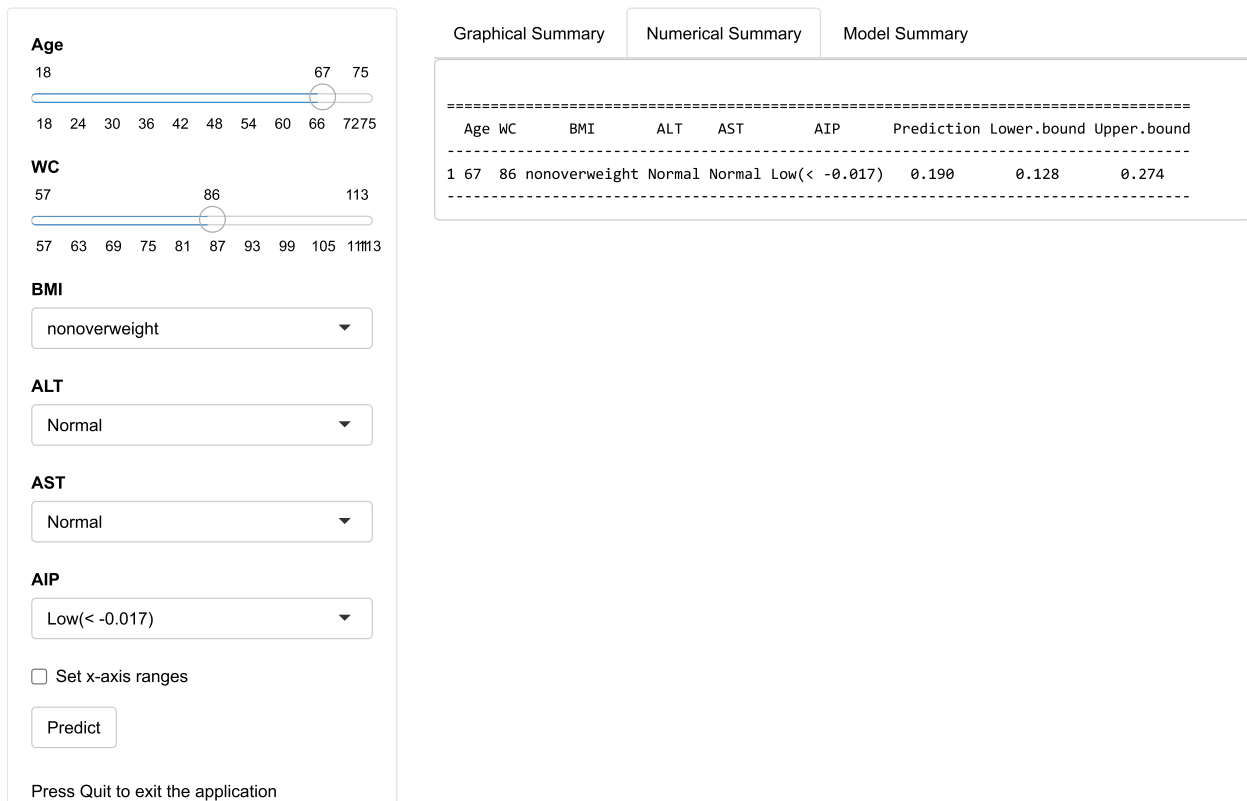 Age
18 67 75
18 24 30 36 42 48 54 60 66 7275
WC
57 86 113
57 63 69 75 81 87 93 99 105 111113
BMI
nonoverweight
ALT
Normal
AST
Normal
AIP
Low(< -0.017)
Set x-axis ranges
Predict
Press Quit to exit the application
Graphical Summary Numerical Summary Model Summary
=====================================================================================
Age WC BMI ALT AST AIP Prediction Lower.bound Upper.bound
-------------------------------------------------------------------------------------
1 67 86 nonoverweight Normal Normal Low(< -0.017) 0.190 0.128 0.274
-------------------------------------------------------------------------------------